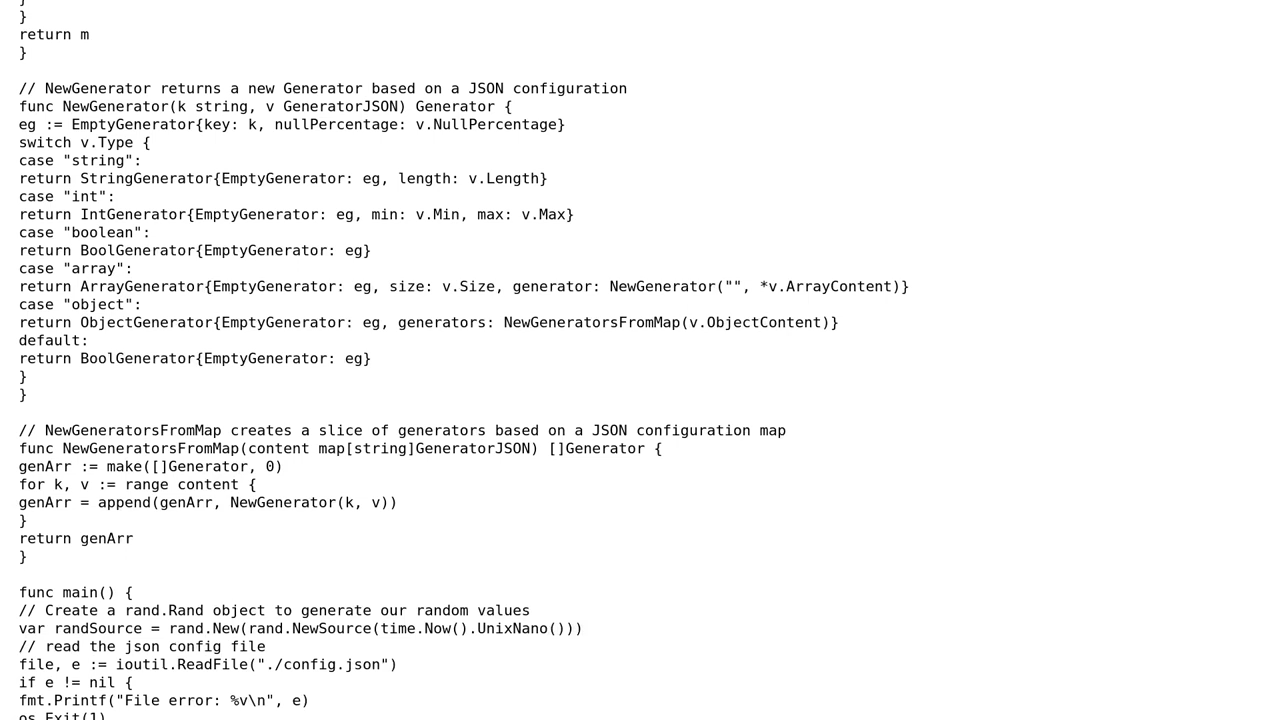 }
}
return m
}

// NewGenerator returns a new Generator based on a JSON configuration
func NewGenerator(k string, v GeneratorJSON) Generator {
eg := EmptyGenerator{key: k, nullPercentage: v.NullPercentage}
switch v.Type {
case "string":
return StringGenerator{EmptyGenerator: eg, length: v.Length}
case "int":
return IntGenerator{EmptyGenerator: eg, min: v.Min, max: v.Max}
case "boolean":
return BoolGenerator{EmptyGenerator: eg}
case "array":
return ArrayGenerator{EmptyGenerator: eg, size: v.Size, generator: NewGenerator("", *v.ArrayContent)}
case "object":
return ObjectGenerator{EmptyGenerator: eg, generators: NewGeneratorsFromMap(v.ObjectContent)}
default:
return BoolGenerator{EmptyGenerator: eg}
}
}

// NewGeneratorsFromMap creates a slice of generators based on a JSON configuration map
func NewGeneratorsFromMap(content map[string]GeneratorJSON) []Generator {
genArr := make([]Generator, 0)
for k, v := range content {
genArr = append(genArr, NewGenerator(k, v))
}
return genArr
}

func main() {
// Create a rand.Rand object to generate our random values
var randSource = rand.New(rand.NewSource(time.Now().UnixNano()))
// read the json config file
file, e := ioutil.ReadFile("./config.json")
if e != nil {
fmt.Printf("File error: %v\n", e)
os.Exit(1)